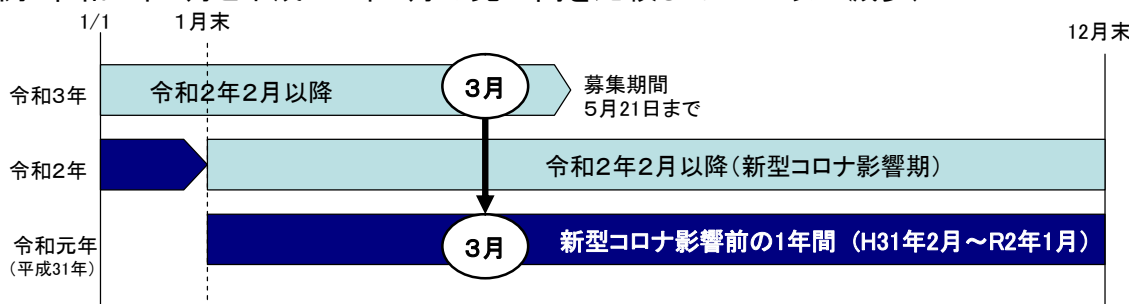 1/1
1月末
12月末
令和3年
令和2年2月以降
3月
募集期間
5月21日まで
令和2年
令和2年2月以降(新型コロナ影響期)
令和元年
(平成31年)
3月
新型コロナ影響前の1年間 (H31年2月～R2年1月)